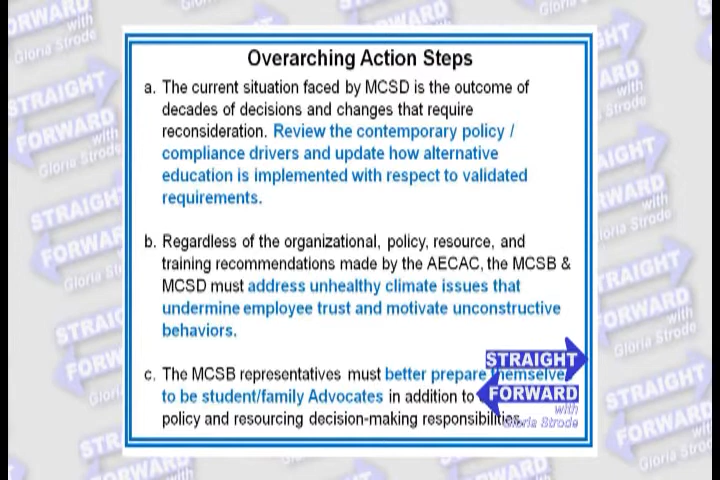 Overarching Action Steps
a. The current situation faced by MCSD is the outcome of
decades of decisions and changes that require
reconsideration. Review the contemporary policy /
compliance drivers and update how alternative
education is implemented with respect to validated
requirements.
b. Regardless of the organizational, policy, resource, and
training recommendations made by the AECAC, the MCSB &
MCSD must address unhealthy climate issues that
undermine employee trust and motivate unconstructive
behaviors.
c. The MCSB representatives must better prepare themselve
to be student/family Advocates in addition to
policy and resourcing decision-making responsibilities.
STRAIGHT
FORWARD
with
Gloria Strode